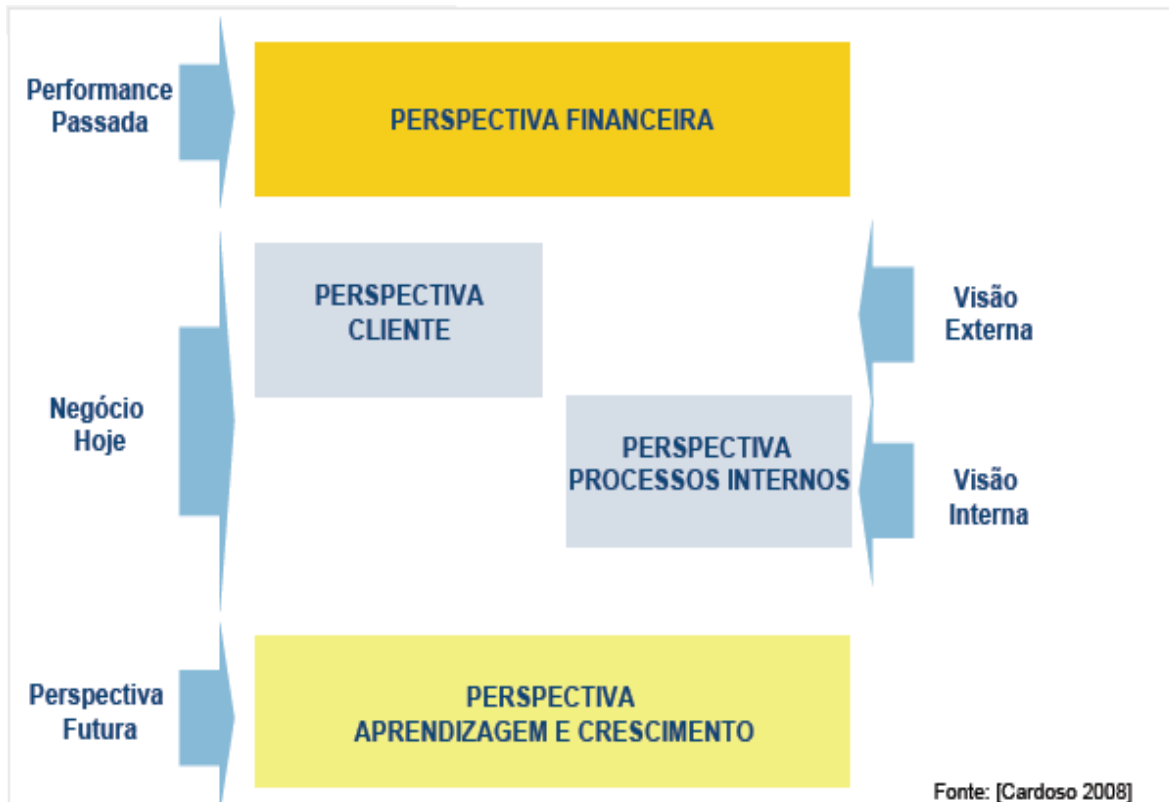 Performance
Passada
PERSPECTIVA FINANCEIRA
PERSPECTIVA
CLIENTE
Visão
Externa
Negócio
Hoje
PERSPECTIVA
PROCESSOS INTERNOS
Visão
Interna
Perspectiva
Futura
PERSPECTIVA
APRENDIZAGEM E CRESCIMENTO
Fonte: [Cardoso 2008]